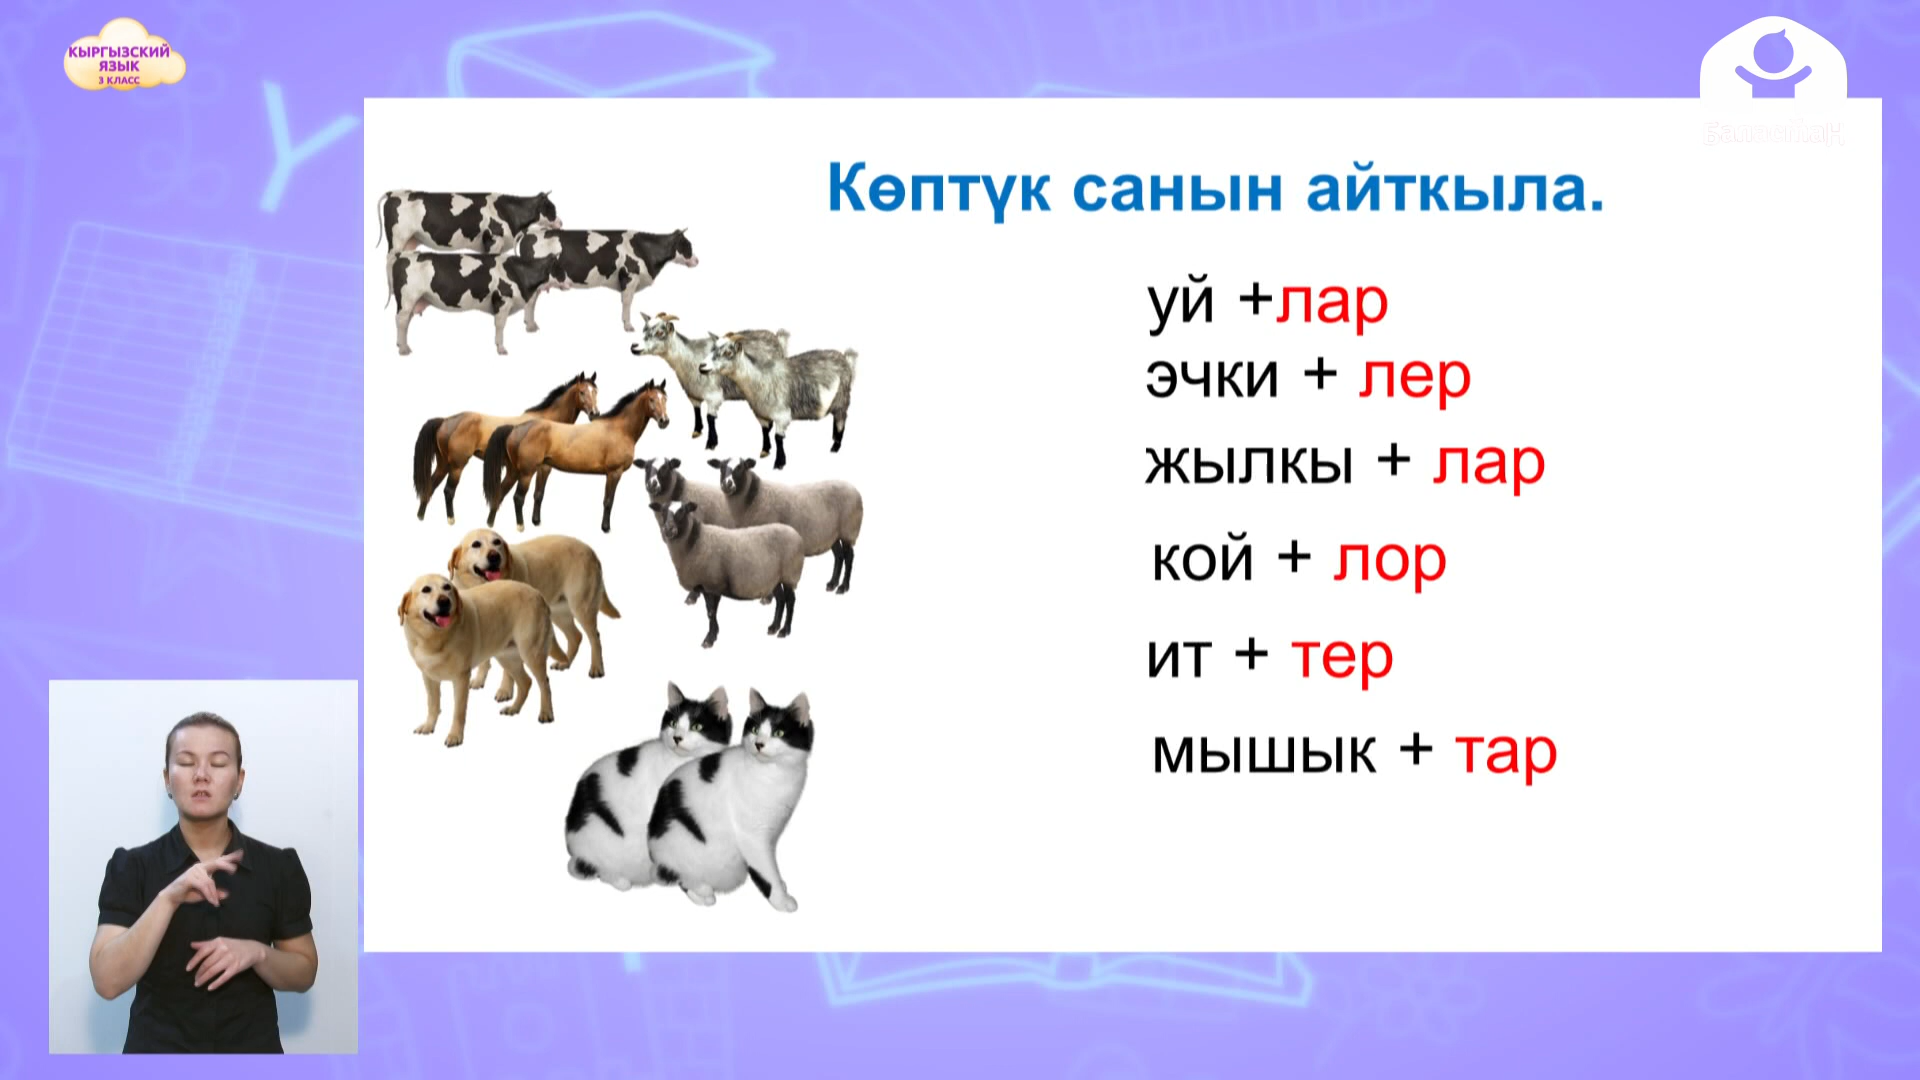 КЫРГЫЗСКИЙ
ЯЗЫК
3 КЛАСС
Баластан
Көптүк санын айткыла.
уй +лар
эчки + лер
жылкы + лар
кой + лор
ит + тер
мышык + тар